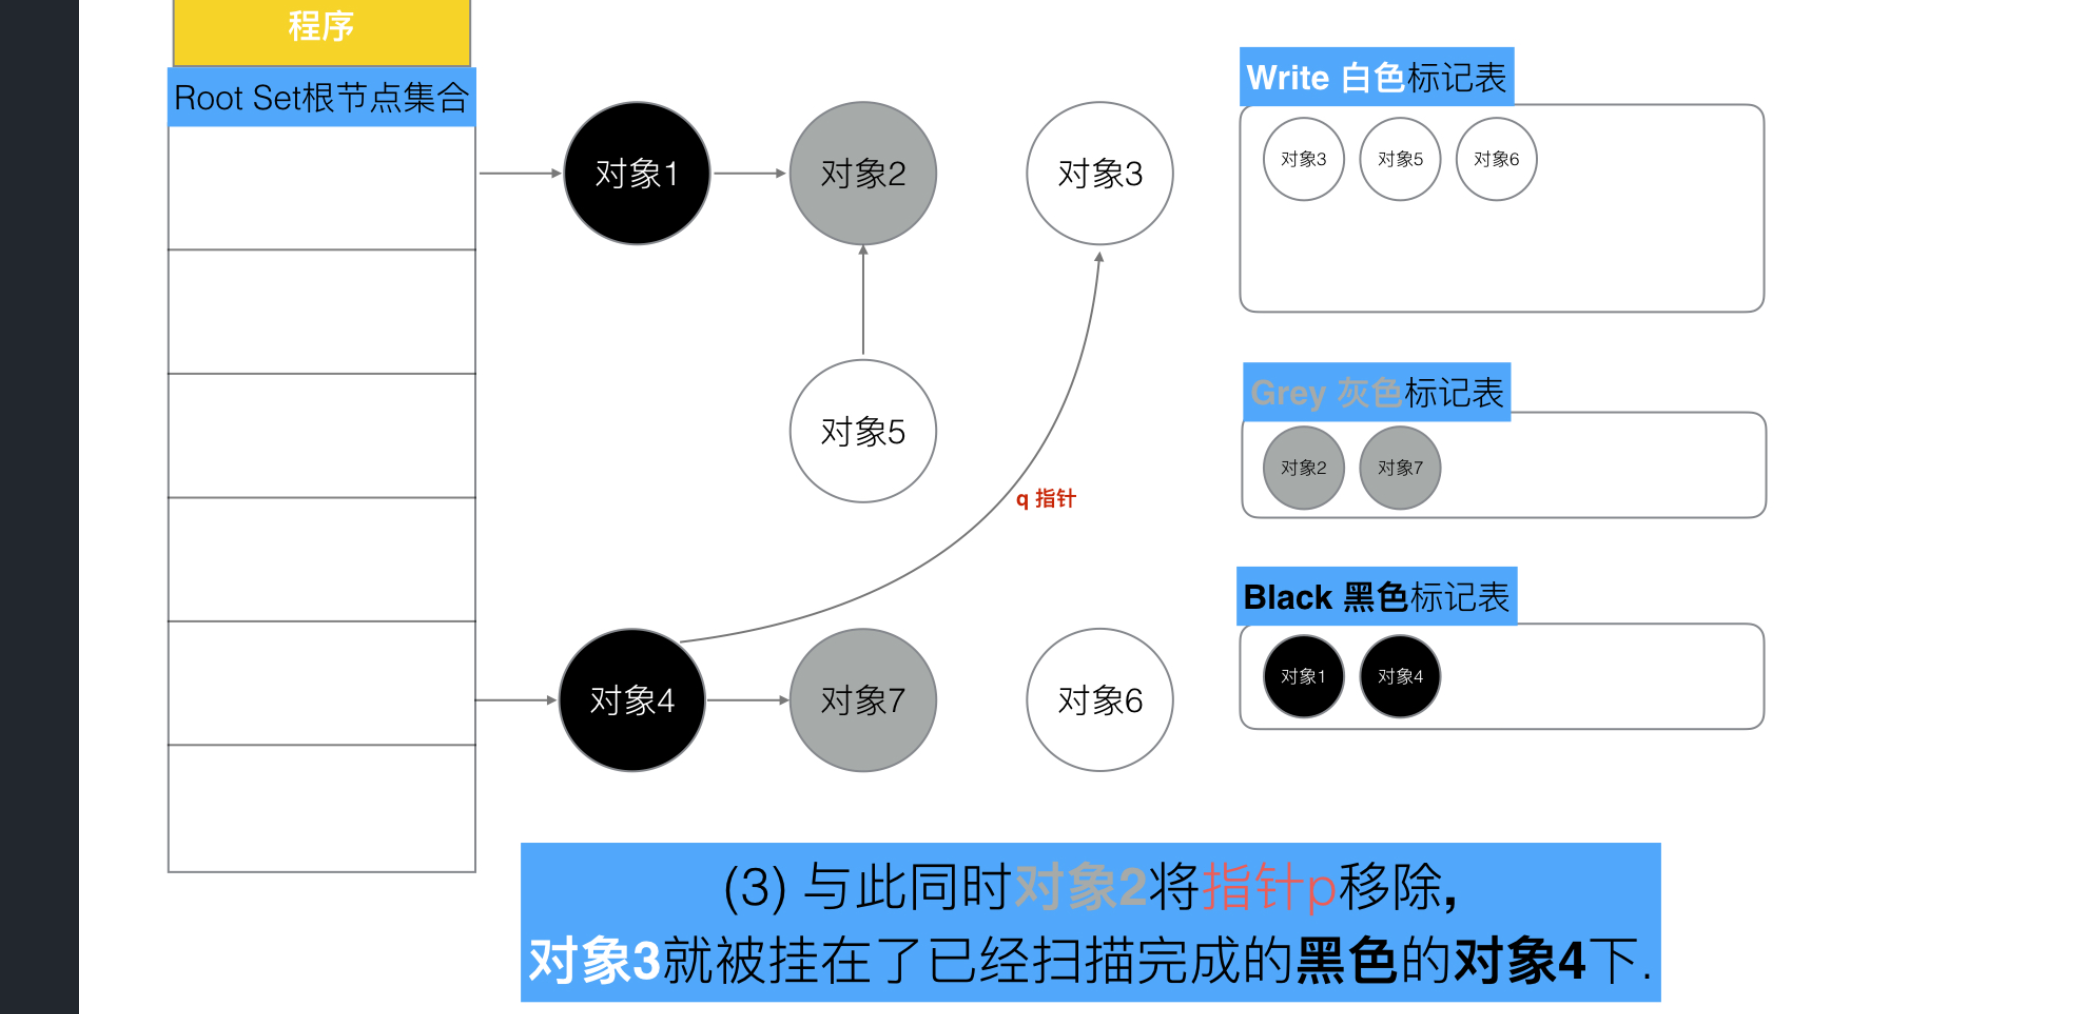 程序
Root Set根节点集合
对象1
对象2
对象3
对象5
q 指针
对象4
对象7
对象6
Write 白色标记表
对象3 对象5 对象6
Grey 灰色标记表
对象2 对象7
Black 黑色标记表
对象1 对象4
(3) 与此同时对象2将指针p移除,
对象3就被挂在了已经扫描完成的黑色的对象4下.